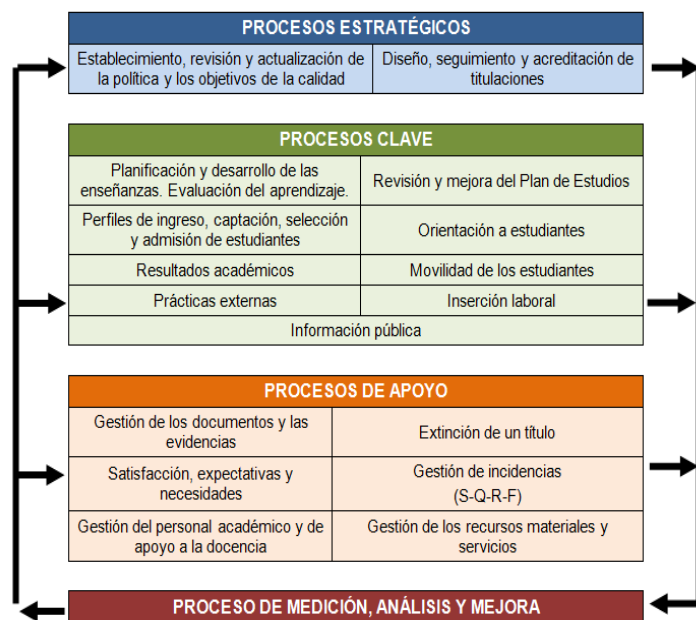 PROCESOS ESTRATÉGICOS
Establecimiento, revisión y actualización de
la política y los objetivos de la calidad
Diseño, seguimiento y acreditación de
titulaciones
PROCESOS CLAVE
Planificación y desarrollo de las
enseñanzas. Evaluación del aprendizaje.
Revisión y mejora del Plan de Estudios
Perfiles de ingreso, captación, selección
y admisión de estudiantes
Orientación a estudiantes
Resultados académicos
Movilidad de los estudiantes
Prácticas externas
Inserción laboral
Información pública
PROCESOS DE APOYO
Gestión de los documentos y las
evidencias
Extinción de un título
Satisfacción, expectativas y
necesidades
Gestión de incidencias
(S-Q-R-F)
Gestión del personal académico y de
apoyo a la docencia
Gestión de los recursos materiales y
servicios
PROCESO DE MEDICIÓN, ANÁLISIS Y MEJORA